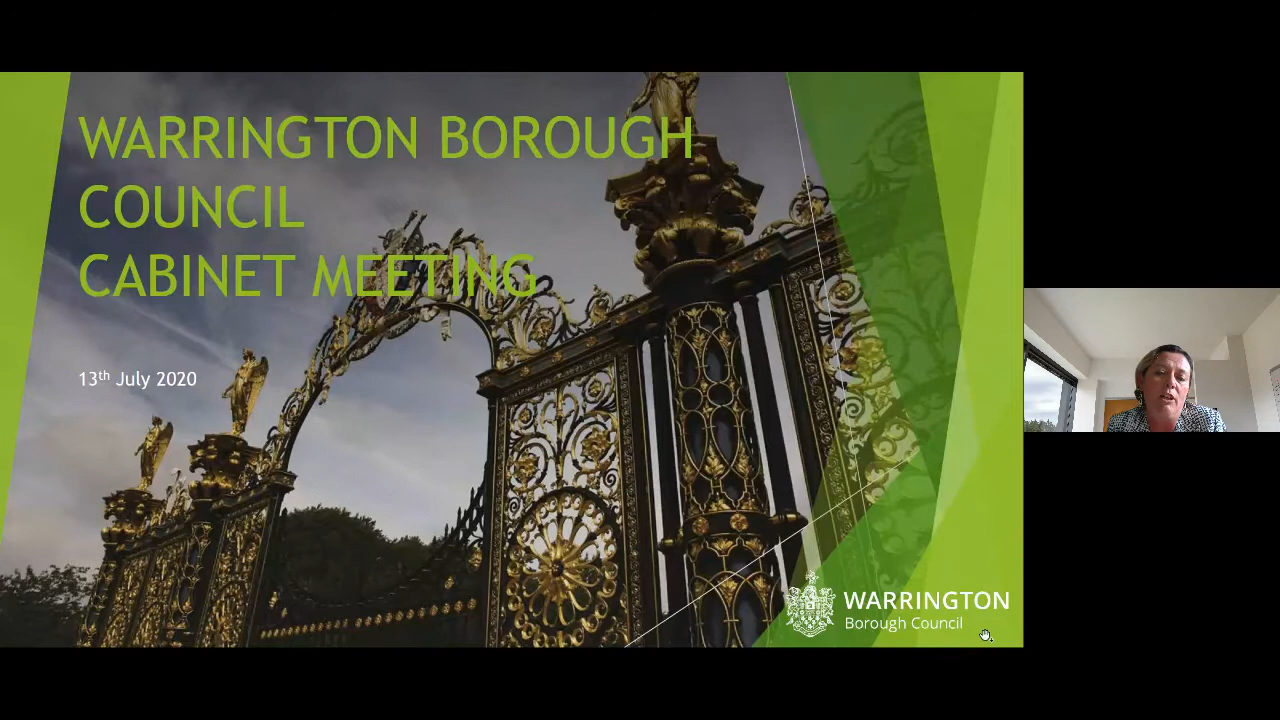 WARRINGTON BOROUGH
COUNCIL
CABINET MEETING
13th July 2020
WARRINGTON
Borough Council